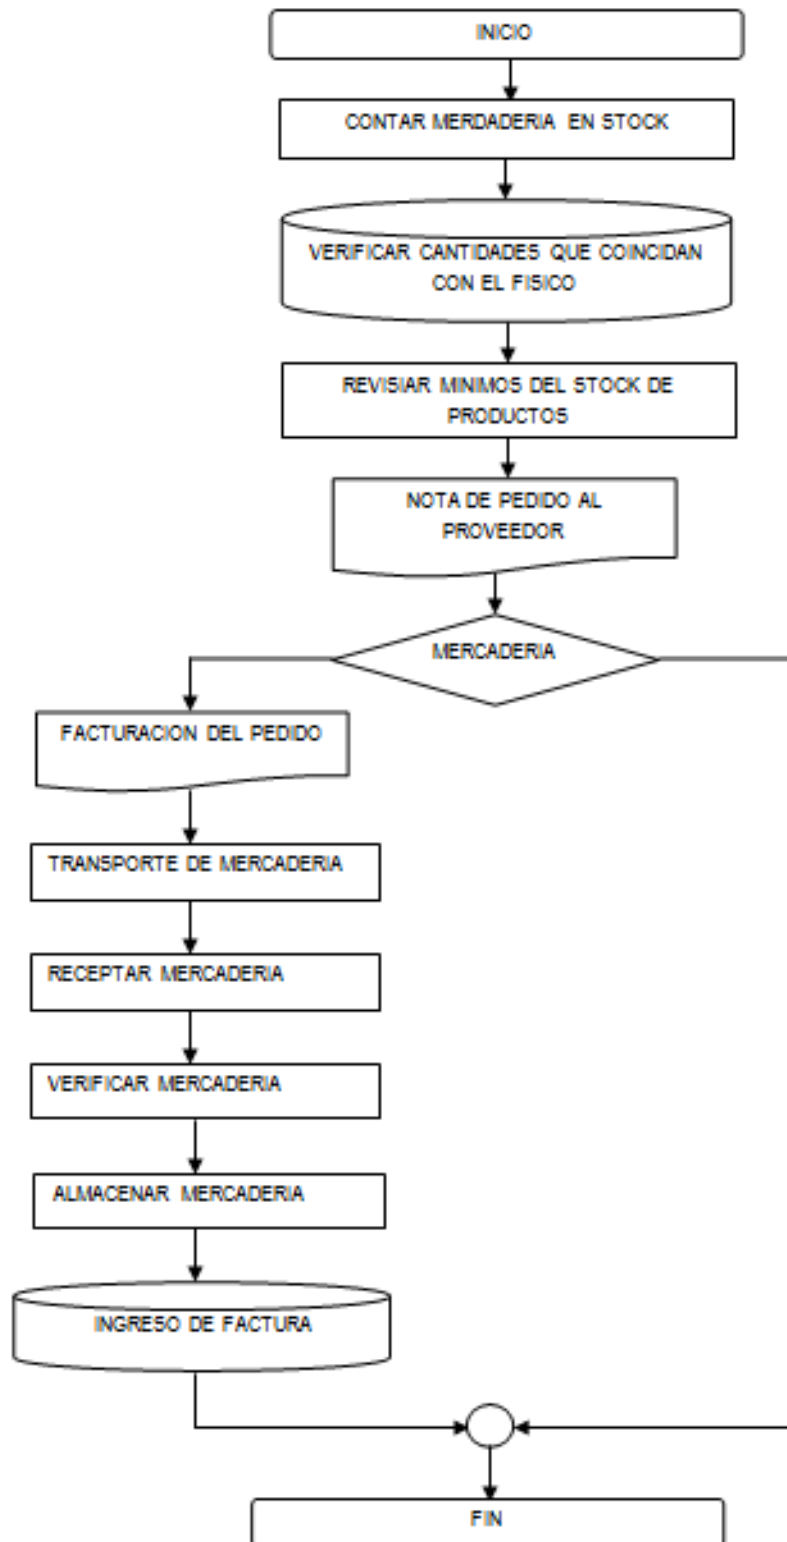 INICIO
CONTAR MERDADERIA EN STOCK
VERIFICAR CANTIDADES QUE COINCIDAN
CON EL FISICO
REVISIAR MINIMOS DEL STOCK DE
PRODUCTOS
NOTA DE PEDIDO AL
PROVEEDOR
MERCADERIA
FACTURACION DEL PEDIDO
TRANSPORTE DE MERCADERIA
RECEPTAR MERCADERIA
VERIFICAR MERCADERIA
ALMACENAR MERCADERIA
INGRESO DE FACTURA
FIN